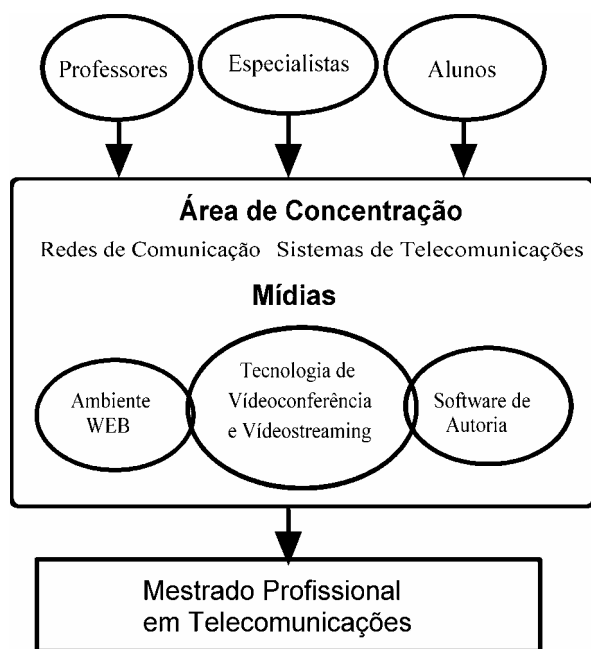 Professores
Especialistas
Alunos
Área de Concentração
Redes de Comunicação Sistemas de Telecomunicações
Mídias
Ambiente
WEB
Tecnologia de
Vídeoconferência
e Vídeostreaming
Software de
Autoria
Mestrado Profissional
em Telecomunicações